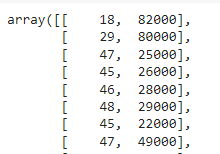 array([[    18, 82000],
       [    29, 80000],
       [    47, 25000],
       [    45, 26000],
       [    46, 28000],
       [    48, 29000],
       [    45, 22000],
       [    47, 49000],